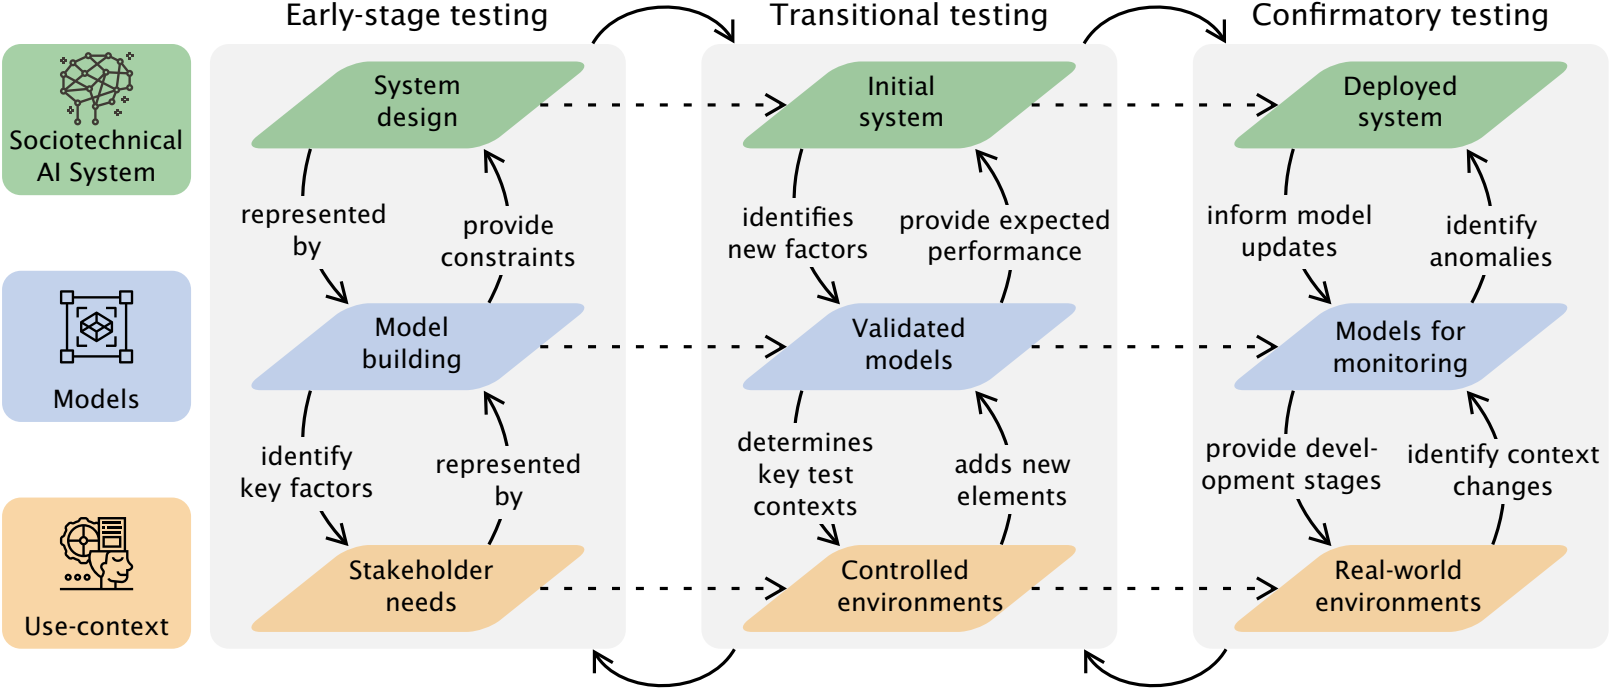 Early-stage testing
Transitional testing
Confirmatory testing
Sociotechnical
AI System
Models
Use-context
System
design
represented
by
provide
constraints
Model
building
identify
key factors
represented
by
Stakeholder
needs
Initial
system
identifies
new factors
provide expected
performance
Validated
models
determines
key test
contexts
adds new
elements
Controlled
environments
Deployed
system
inform model
updates
identify
anomalies
Models for
monitoring
provide devel-
opment stages
identify context
changes
Real-world
environments